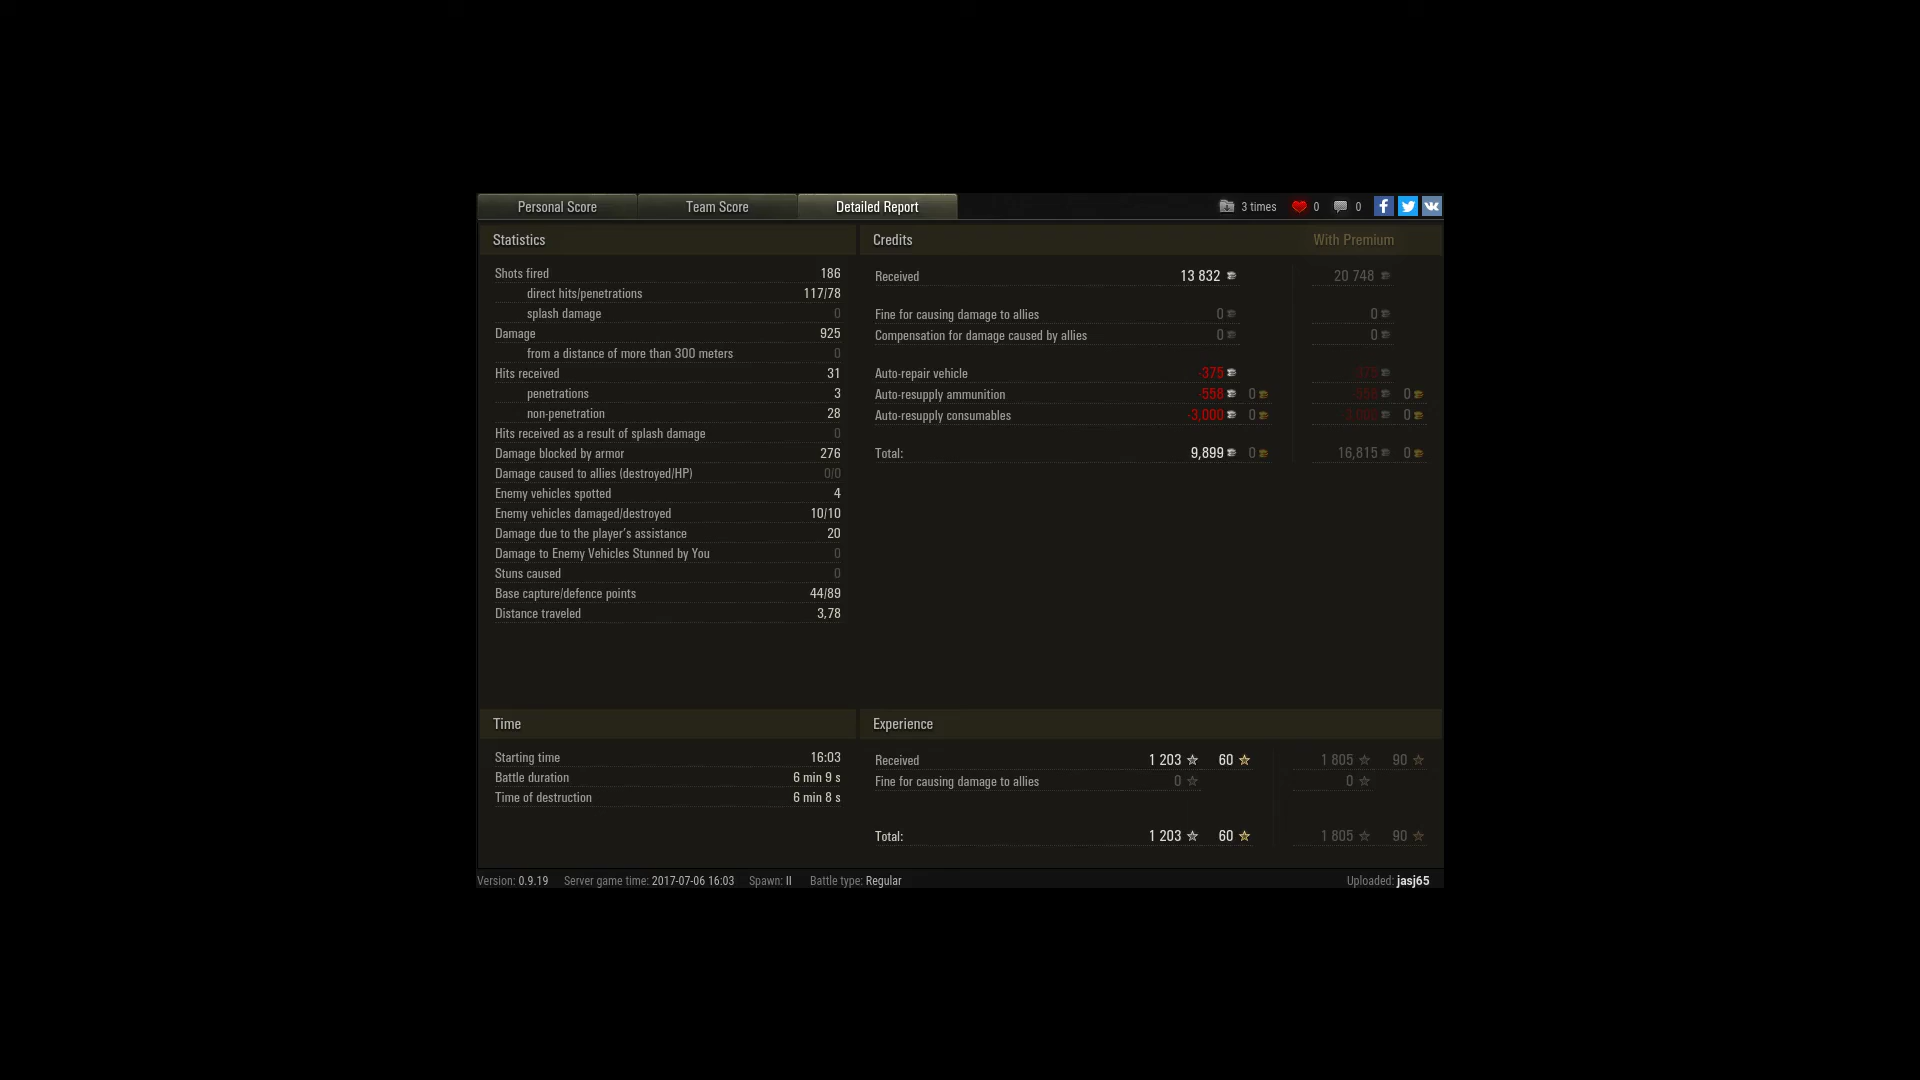 Personal Score
Team Score
Detailed Report
3 times
0
0
Statistics
Shots fired 186
direct hits/penetrations 117/78
splash damage 0
Damage 925
from a distance of more than 300 meters 0
Hits received 31
penetrations 3
non-penetration 28
Hits received as a result of splash damage 0
Damage blocked by armor 276
Damage caused to allies (destroyed/HP) 0/0
Enemy vehicles spotted 4
Enemy vehicles damaged/destroyed 10/10
Damage due to the player's assistance 20
Damage to Enemy Vehicles Stunned by You 0
Stuns caused 0
Base capture/defence points 44/89
Distance traveled 3,78
Credits With Premium
Received 13 832 20 748
Fine for causing damage to allies 0 0
Compensation for damage caused by allies 0 0
Auto-repair vehicle -375 -375
Auto-resupply ammunition -558 0 -558 0
Auto-resupply consumables -3,000 0 -3,000 0
Total: 9,899 0 16,815 0
Time
Starting time 16:03
Battle duration 6 min 9 s
Time of destruction 6 min 8 s
Experience
Received 1 203 60 1 805 90
Fine for causing damage to allies 0 0
Total: 1 203 60 1 805 90
Version: 0.9.19 Server game time: 2017-07-06 16:03 Spawn: II Battle type: Regular Uploaded: jasj65